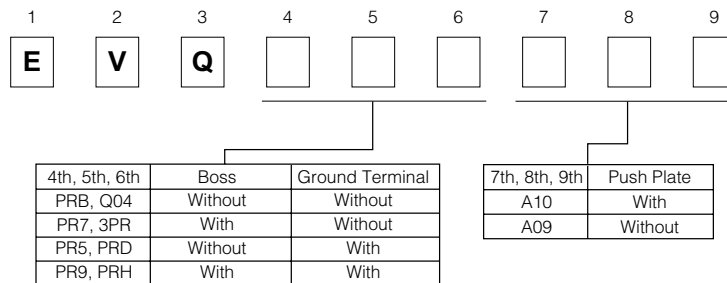 1 2 3 4 5 6 7 8 9
E V Q
4th, 5th, 6th Boss Ground Terminal
PRB, Q04 Without Without
PR7, 3PR With Without
PR5, PRD Without With
PR9, PRH With With
7th, 8th, 9th Push Plate
A10 With
A09 Without